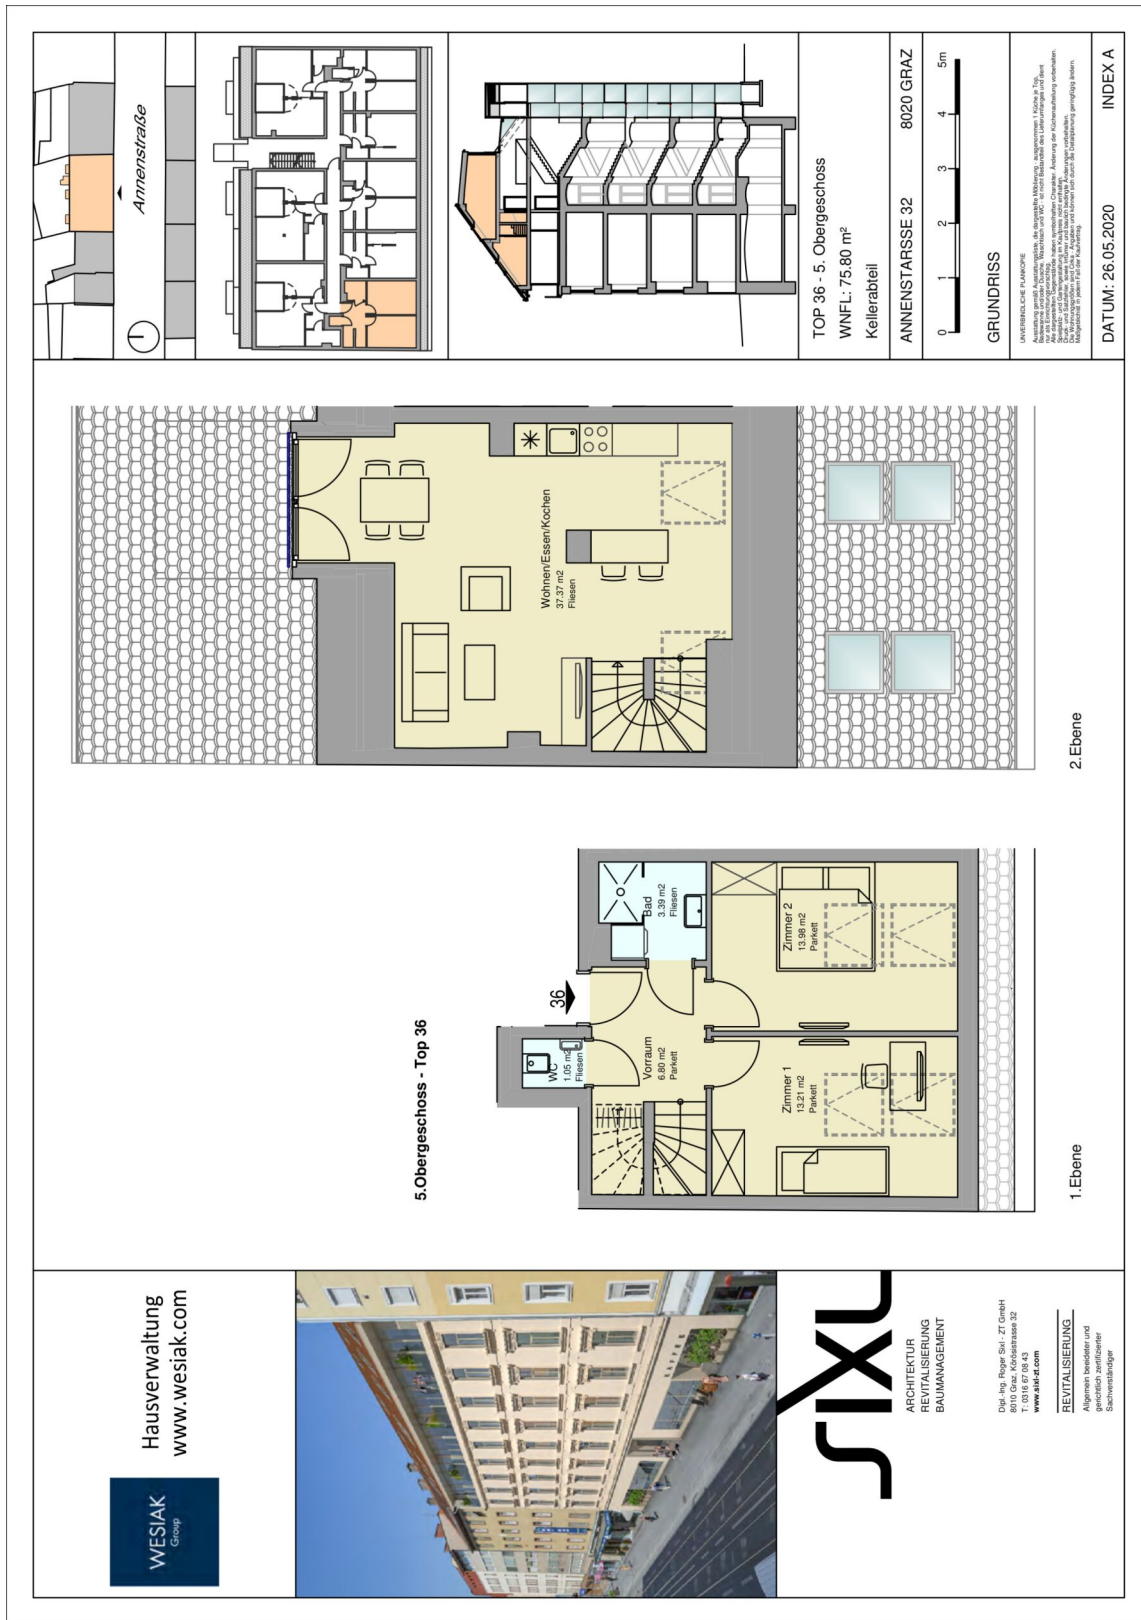 Hausverwaltung
www.wesiak.com
WESIAK
Group
SIXL
ARCHITEKTUR
REVITALISIERUNG
BAUMANAGEMENT
Dipl.-Ing. Roger Sixl - ZT GmbH
8010 Graz, Körösistrasse 32
T: 0316 67 08 43
www.sixl-zt.com
REVITALISIERUNG
Allgemein beeideter und
gerichtlich zertifizierter
Sachverständiger
5.Obergeschoss - Top 36
36
WC
1.05 m2
Fliesen
Vorraum
6.80 m2
Parkett
Bad
3.39 m2
Fliesen
Zimmer 1
13.21 m2
Parkett
Zimmer 2
13.98 m2
Parkett
1.Ebene
Wohnen/Essen/Kochen
37.37 m2
Fliesen
2.Ebene
Annenstraße
TOP 36 - 5. Obergeschoss
WNFL: 75.80 m²
Kellerabteil
ANNENSTARSSE 32 8020 GRAZ
0 1 2 3 4 5m
GRUNDRISS
UNVERBINDLICHE PLANKOPIE
DATUM: 26.05.2020 INDEX A